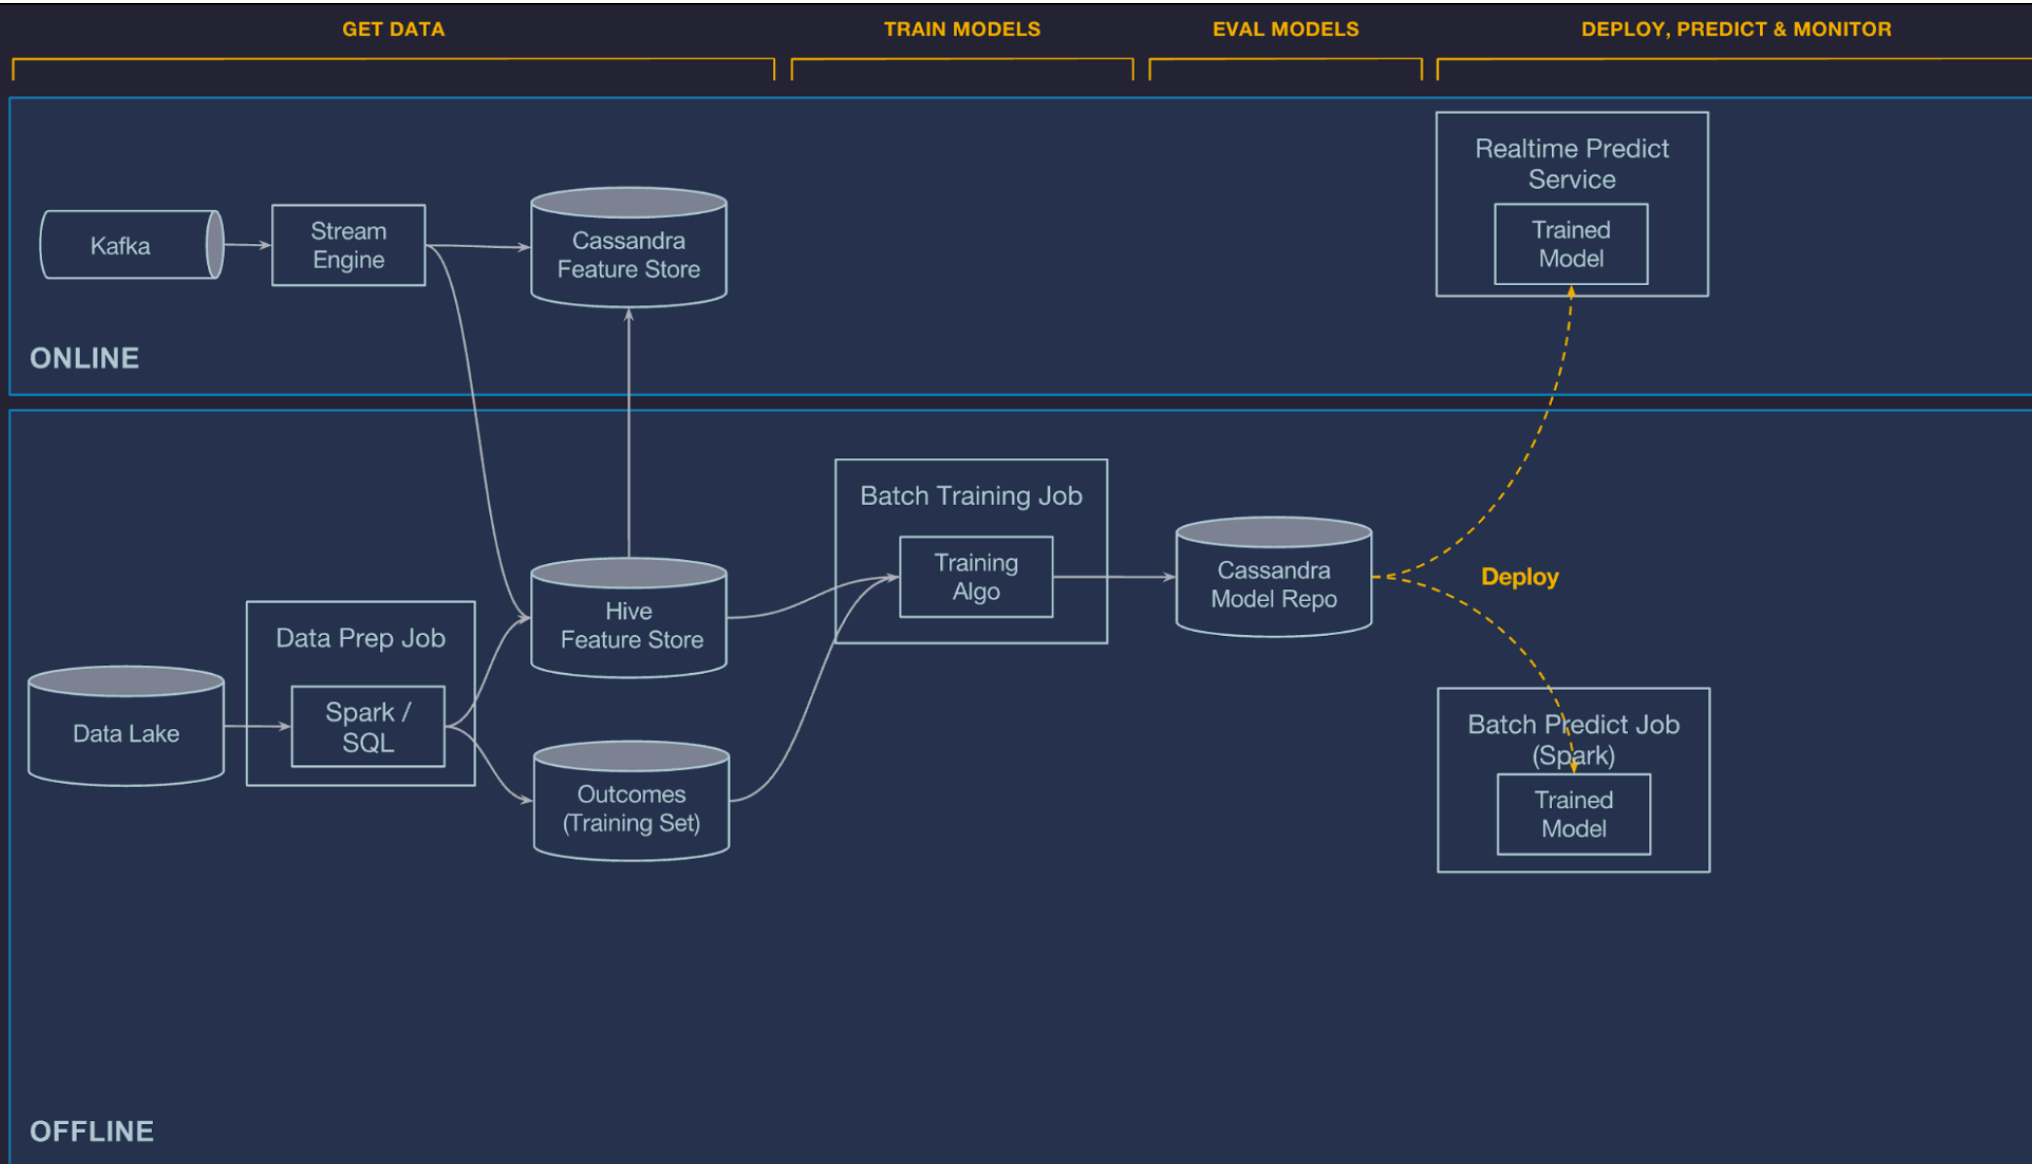 GET DATA
TRAIN MODELS
EVAL MODELS
DEPLOY, PREDICT & MONITOR
Kafka
Stream
Engine
Cassandra
Feature Store
Realtime Predict
Service
Trained
Model
ONLINE
Data Lake
Data Prep Job
Spark /
SQL
Hive
Feature Store
Outcomes
(Training Set)
Batch Training Job
Training
Algo
Cassandra
Model Repo
Deploy
Batch Predict Job
(Spark)
Trained
Model
OFFLINE